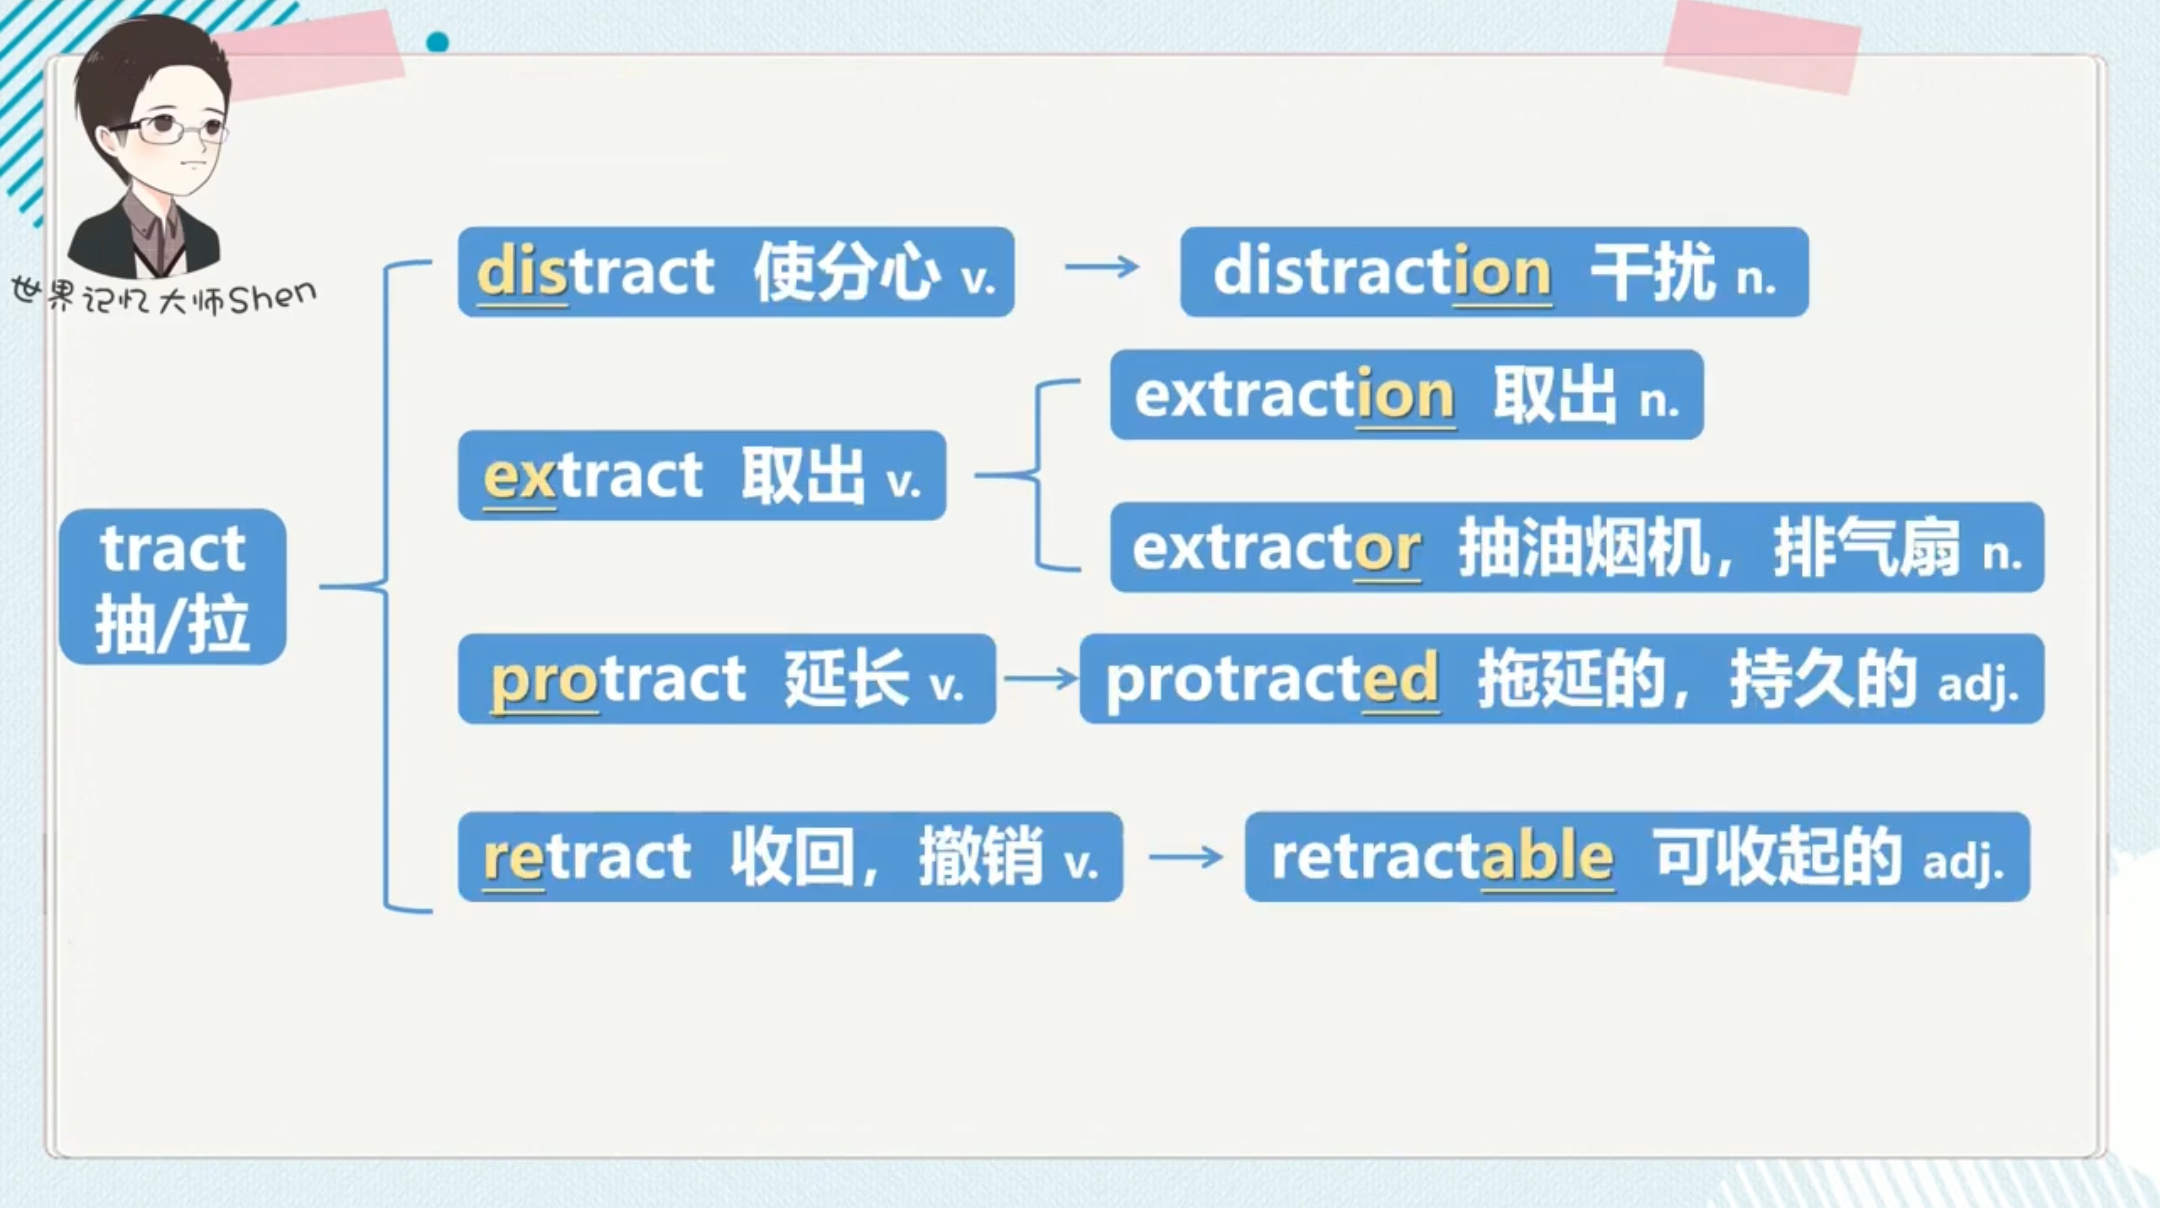 世界记忆大师Shen
tract
抽/拉
distract 使分心 v.
distraction 干扰 n.
extract 取出 v.
extraction 取出 n.
extractor 抽油烟机，排气扇 n.
protract 延长 v.
protracted 拖延的，持久的 adj.
retract 收回，撤销 v.
retractable 可收起的 adj.